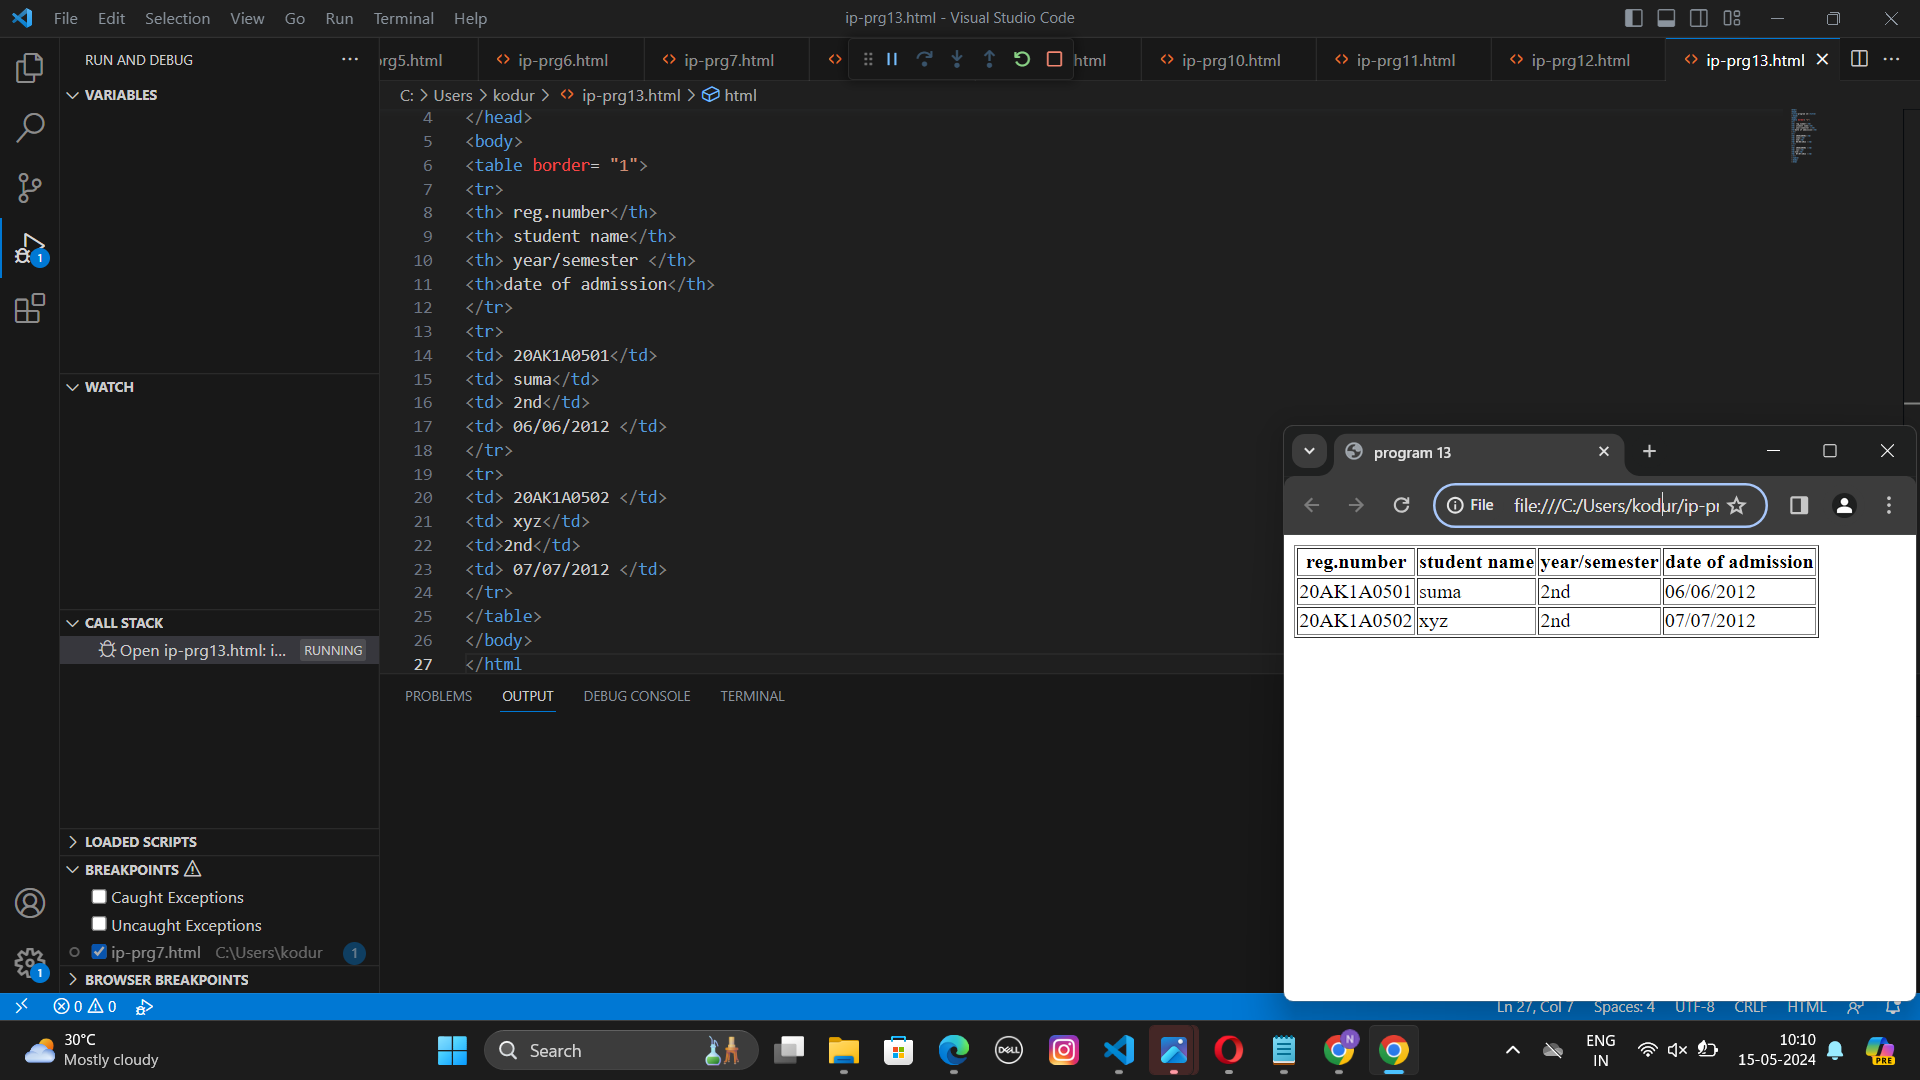 File Edit Selection View Go Run Terminal Help
ip-prg13.html - Visual Studio Code
RUN AND DEBUG
rg5.html ip-prg6.html ip-prg7.html html ip-prg10.html ip-prg11.html ip-prg12.html ip-prg13.html
C: > Users > kodur > ip-prg13.html > html
VARIABLES
WATCH
CALL STACK
Open ip-prg13.html: i... RUNNING
LOADED SCRIPTS
BREAKPOINTS
Caught Exceptions
Uncaught Exceptions
ip-prg7.html C:\Users\kodur 1
BROWSER BREAKPOINTS
1
1
4 </head>
5 <body>
6 <table border= "1">
7 <tr>
8 <th> reg.number</th>
9 <th> student name</th>
10 <th> year/semester </th>
11 <th>date of admission</th>
12 </tr>
13 <tr>
14 <td> 20AK1A0501</td>
15 <td> suma</td>
16 <td> 2nd</td>
17 <td> 06/06/2012 </td>
18 </tr>
19 <tr>
20 <td> 20AK1A0502 </td>
21 <td> xyz</td>
22 <td>2nd</td>
23 <td> 07/07/2012 </td>
24 </tr>
25 </table>
26 </body>
27 </html
PROBLEMS OUTPUT DEBUG CONSOLE TERMINAL
program 13
File file:///C:/Users/kodur/ip-pr
reg.number student name year/semester date of admission
20AK1A0501 suma 2nd 06/06/2012
20AK1A0502 xyz 2nd 07/07/2012
0 0
Ln 27, Col 7 Spaces: 4 UTF-8 CRLF HTML
30°C
Mostly cloudy
Search
DELL
N
ENG
IN
10:10
15-05-2024
PRE